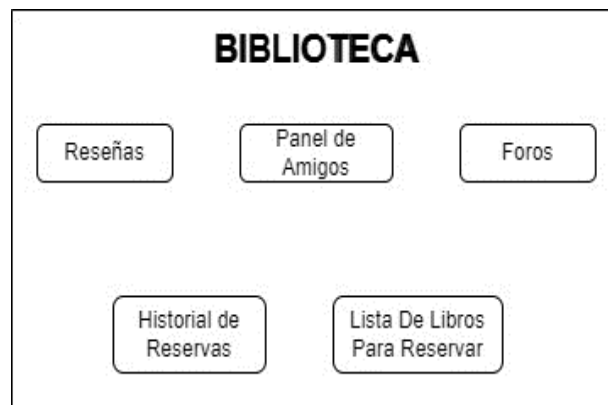 BIBLIOTECA
Reseñas
Panel de
Amigos
Foros
Historial de
Reservas
Lista De Libros
Para Reservar